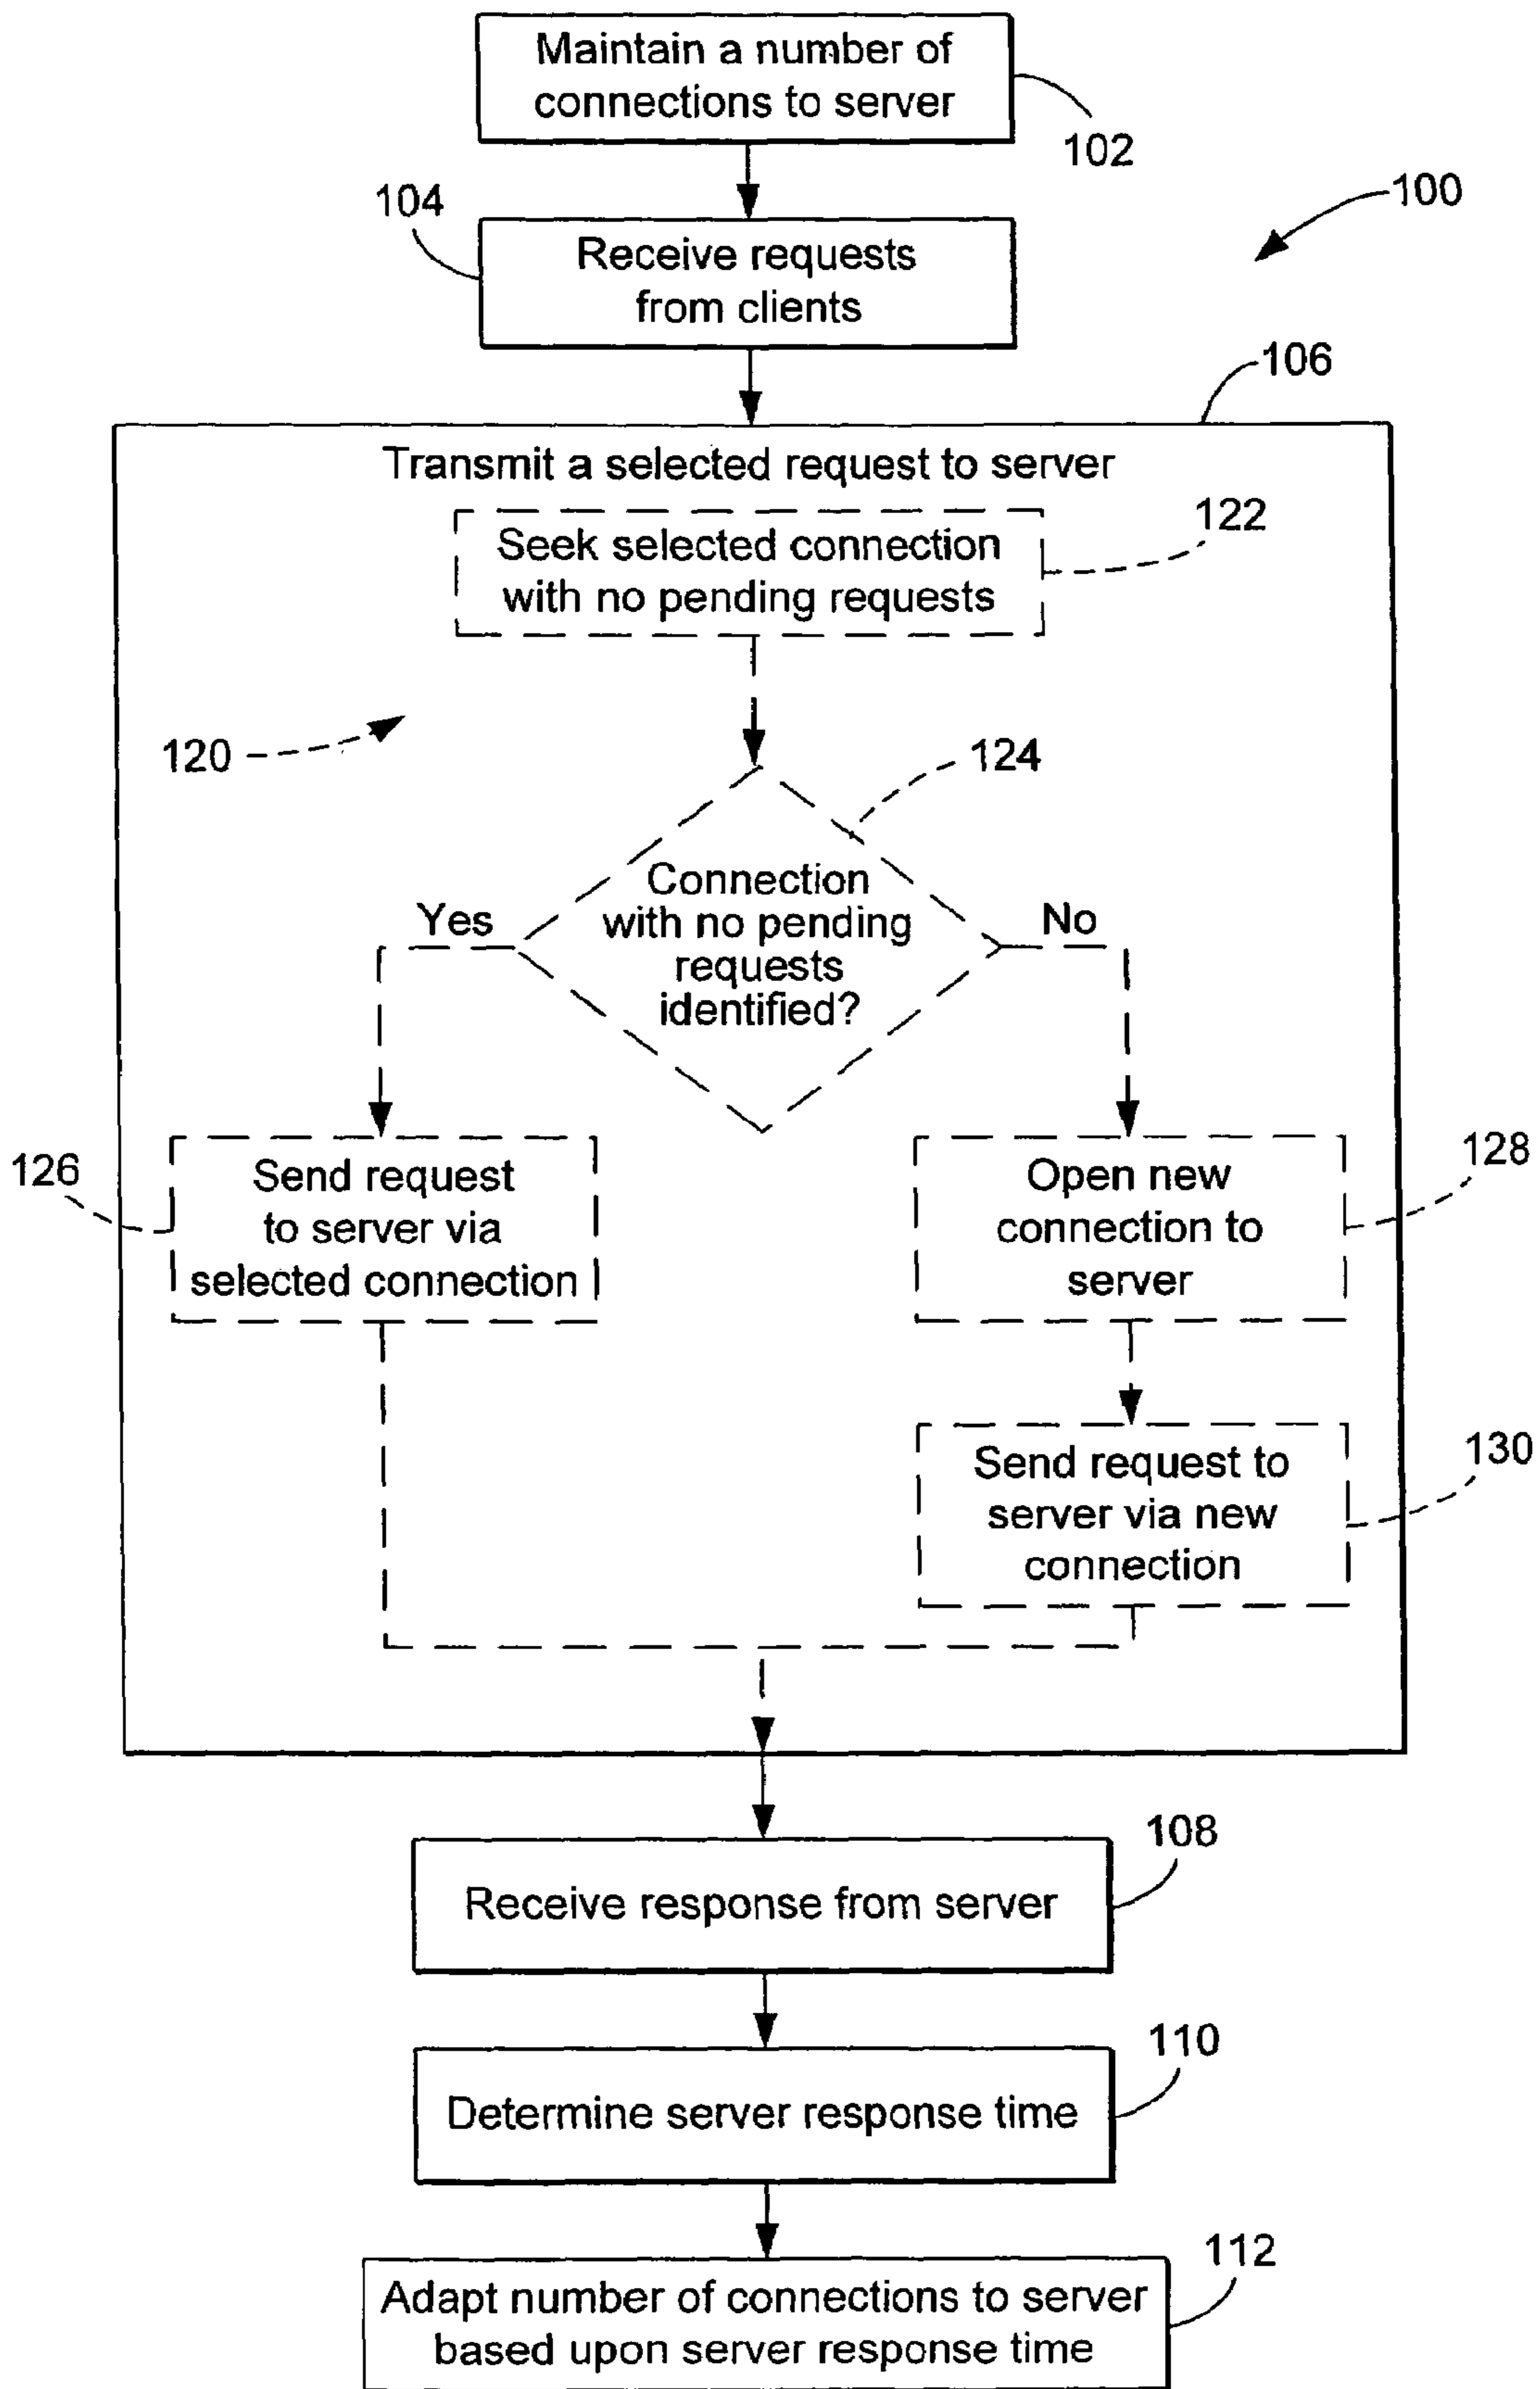 Maintain a number of
connections to server
102
104
100
Receive requests
from clients
106
Transmit a selected request to server
122
Seek selected connection
with no pending requests
120
124
Connection
with no pending
requests
identified?
Yes
No
126
Send request
to server via
selected connection
128
Open new
connection to
server
130
Send request to
server via new
connection
108
Receive response from server
110
Determine server response time
112
Adapt number of connections to server
based upon server response time